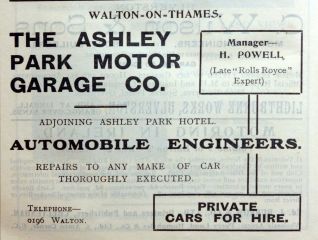 WALTON-ON-THAMES.
THE ASHLEY
PARK MOTOR
GARAGE CO.
Manager—
H. POWELL,
(Late "Rolls Royce"
Expert)
ADJOINING ASHLEY PARK HOTEL.
AUTOMOBILE ENGINEERS.
REPAIRS TO ANY MAKE OF CAR
THOROUGHLY EXECUTED.
TELEPHONE—
0196 WALTON.
PRIVATE
CARS FOR HIRE.